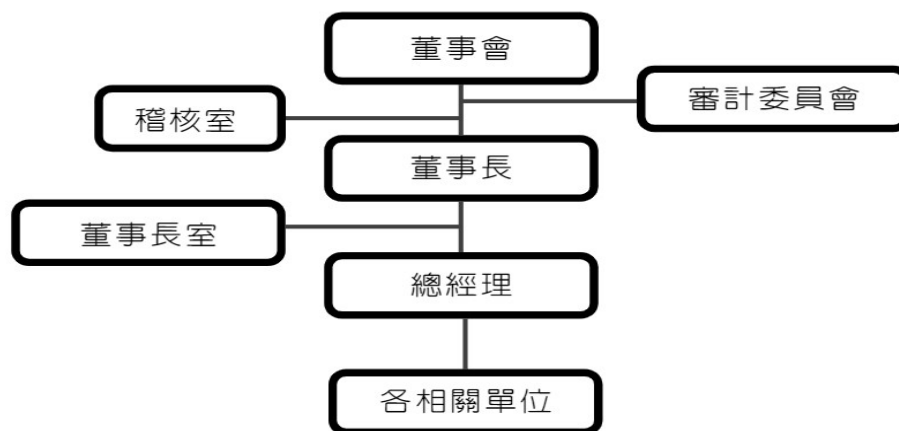 董事會
審計委員會
稽核室
董事長
董事長室
總經理
各相關單位